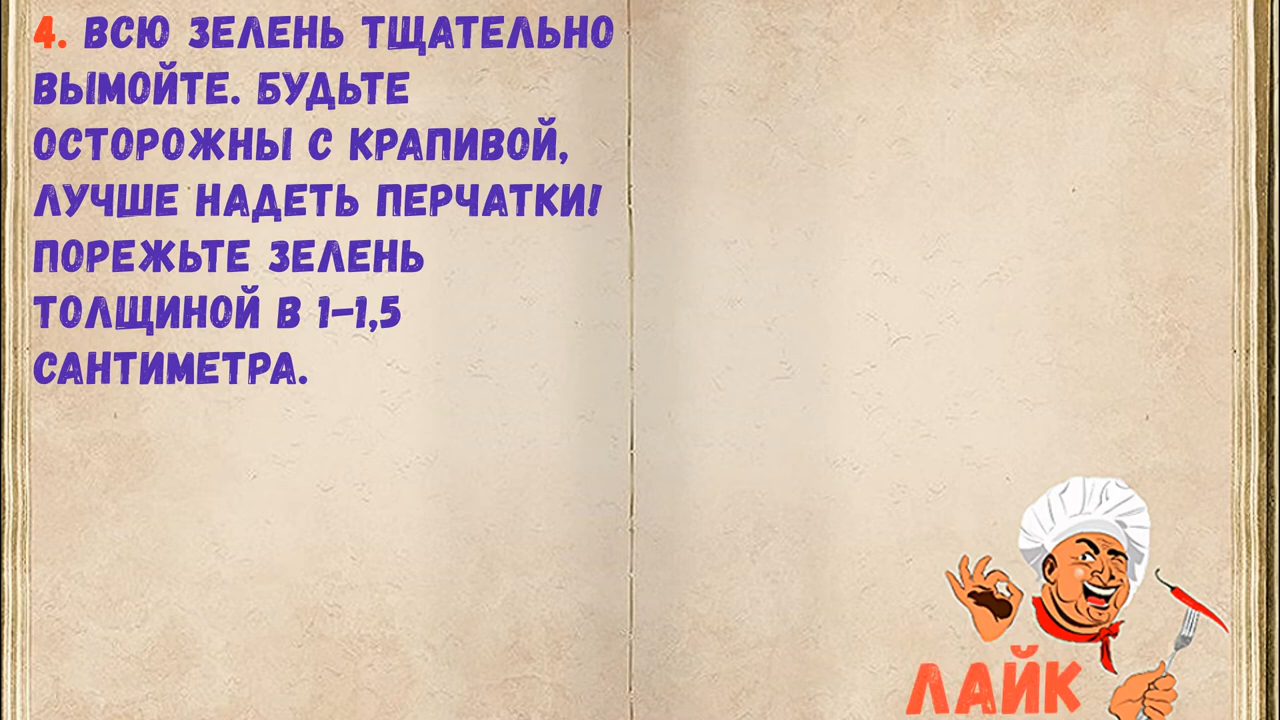 4. ВСЮ ЗЕЛЕНЬ ТЩАТЕЛЬНО
ВЫМОЙТЕ. БУДЬТЕ
ОСТОРОЖНЫ С КРАПИВОЙ,
ЛУЧШЕ НАДЕТЬ ПЕРЧАТКИ!
ПОРЕЖЬТЕ ЗЕЛЕНЬ
ТОЛЩИНОЙ В 1-1,5
САНТИМЕТРА.
ЛАЙК